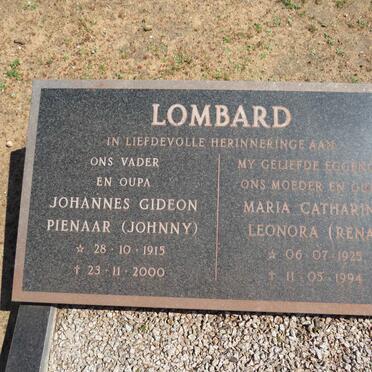 LOMBARD
IN LIEFDEVOLLE HERINNERINGE AAN
ONS VADER
EN OUPA
JOHANNES GIDEON
PIENAAR (JOHNNY)
☆ 28 · 10 · 1915
† 23 · 11 · 2000
MY GELIEFDE
ONS MOEDER EN
MARIA
LEONORA (RENA
☆ 06 · 07 · 1925
† 11 · 05 · 1994